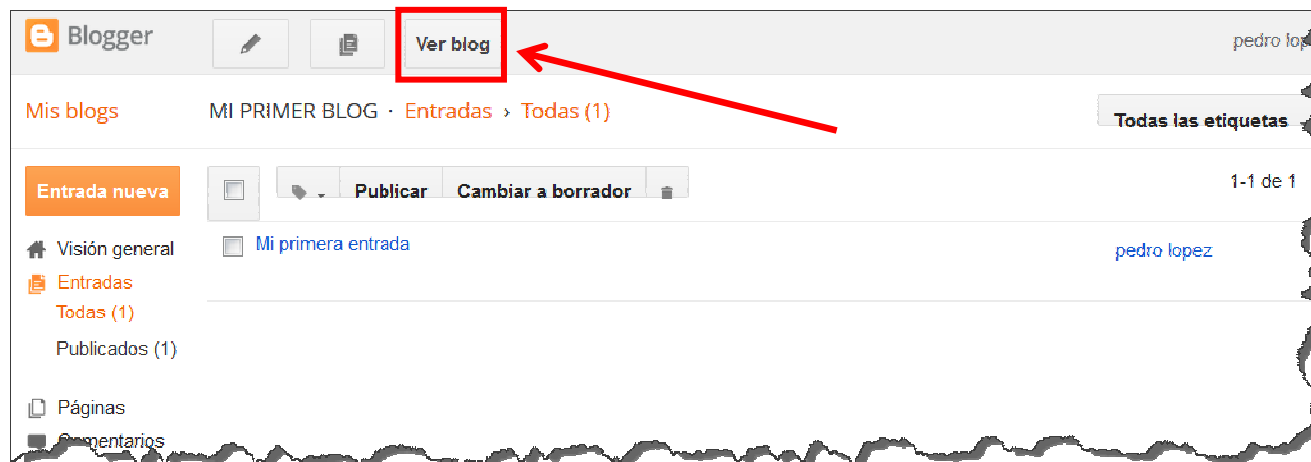 Blogger
Ver blog
pedro lop
Mis blogs
MI PRIMER BLOG · Entradas › Todas (1)
Todas las etiquetas
Entrada nueva
Publicar
Cambiar a borrador
1-1 de 1
Visión general
Mi primera entrada
pedro lopez
Entradas
Todas (1)
Publicados (1)
Páginas
Comentarios